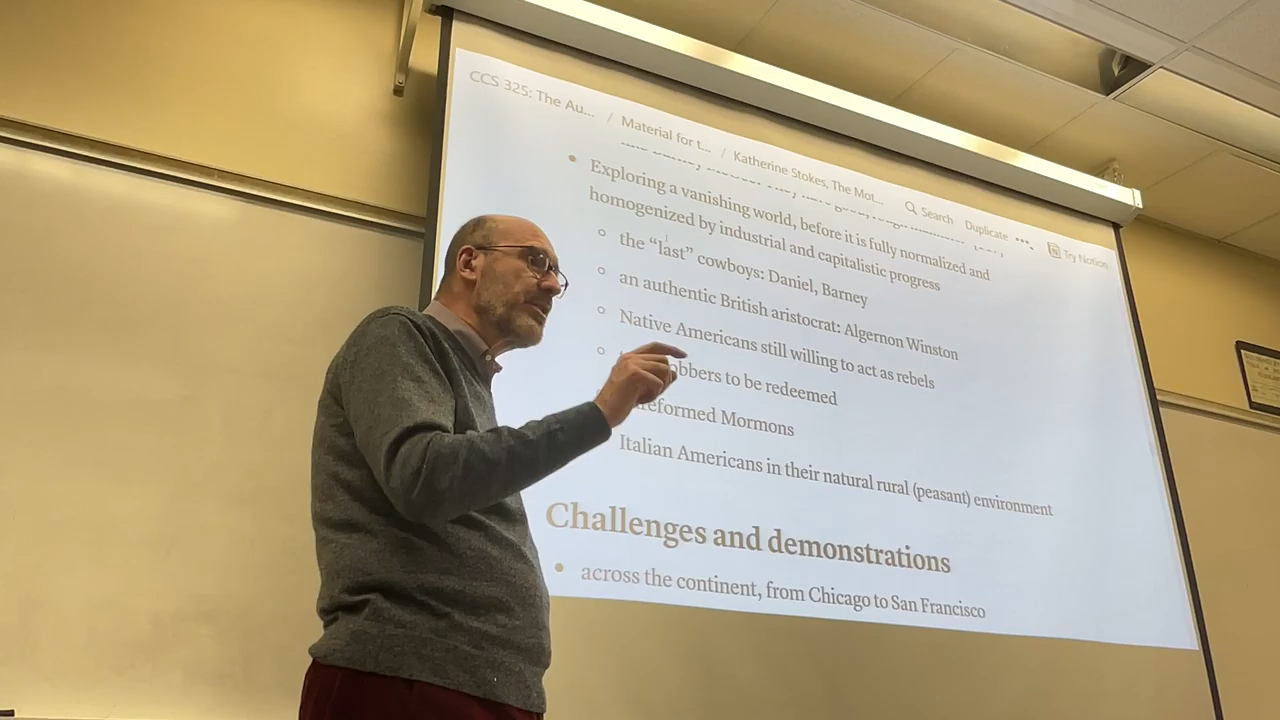 CCS 325: The Au... / Material for t... / Katherine Stokes, The Mot...
Search Duplicate ••• Try Notion
• Exploring a vanishing world, before it is fully normalized and
homogenized by industrial and capitalistic progress
○ the “last” cowboys: Daniel, Barney
○ an authentic British aristocrat: Algernon Winston
○ Native Americans still willing to act as rebels
○ obbers to be redeemed
reformed Mormons
Italian Americans in their natural rural (peasant) environment
Challenges and demonstrations
• across the continent, from Chicago to San Francisco